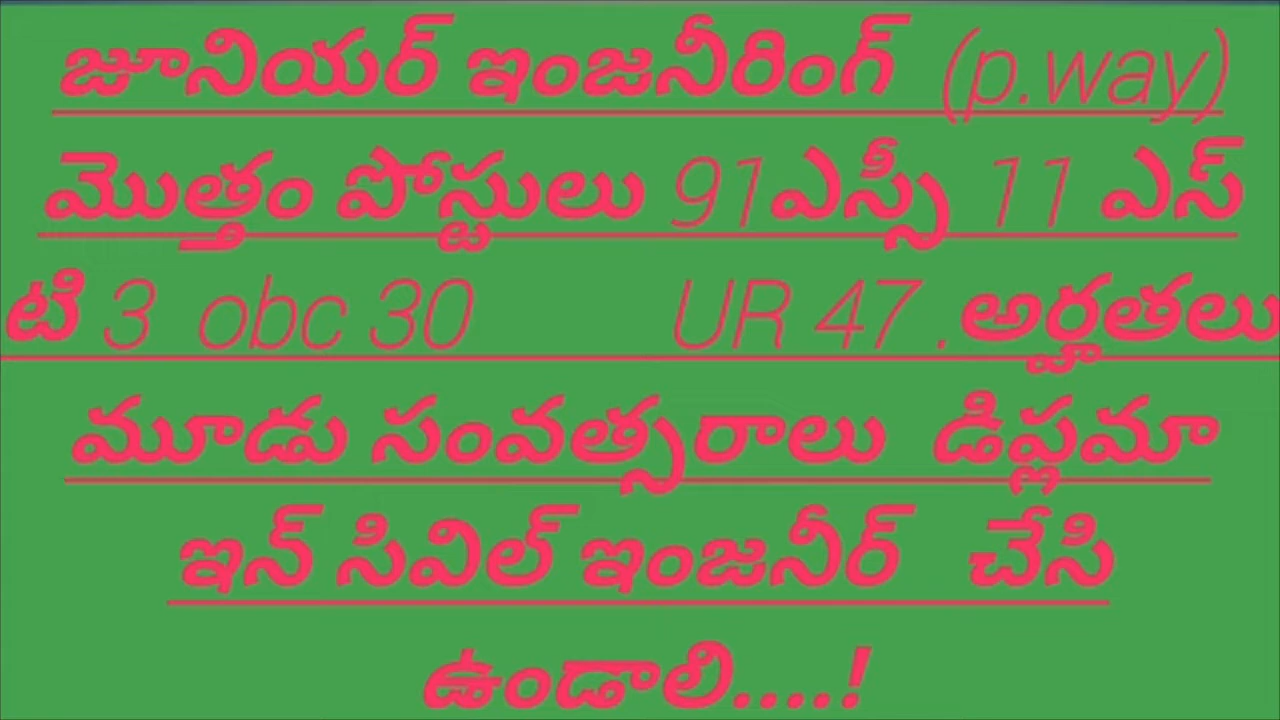 జూనియర్ ఇంజనీరింగ్ (p.way)
మొత్తం పోస్టులు 91ఎస్సీ 11 ఎస్
టి 3 obc 30 UR 47 .అర్హతలు
మూడు సంవత్సరాలు డిప్లమా
ఇన్ సివిల్ ఇంజనీర్ చేసి
ఉండాలి....!